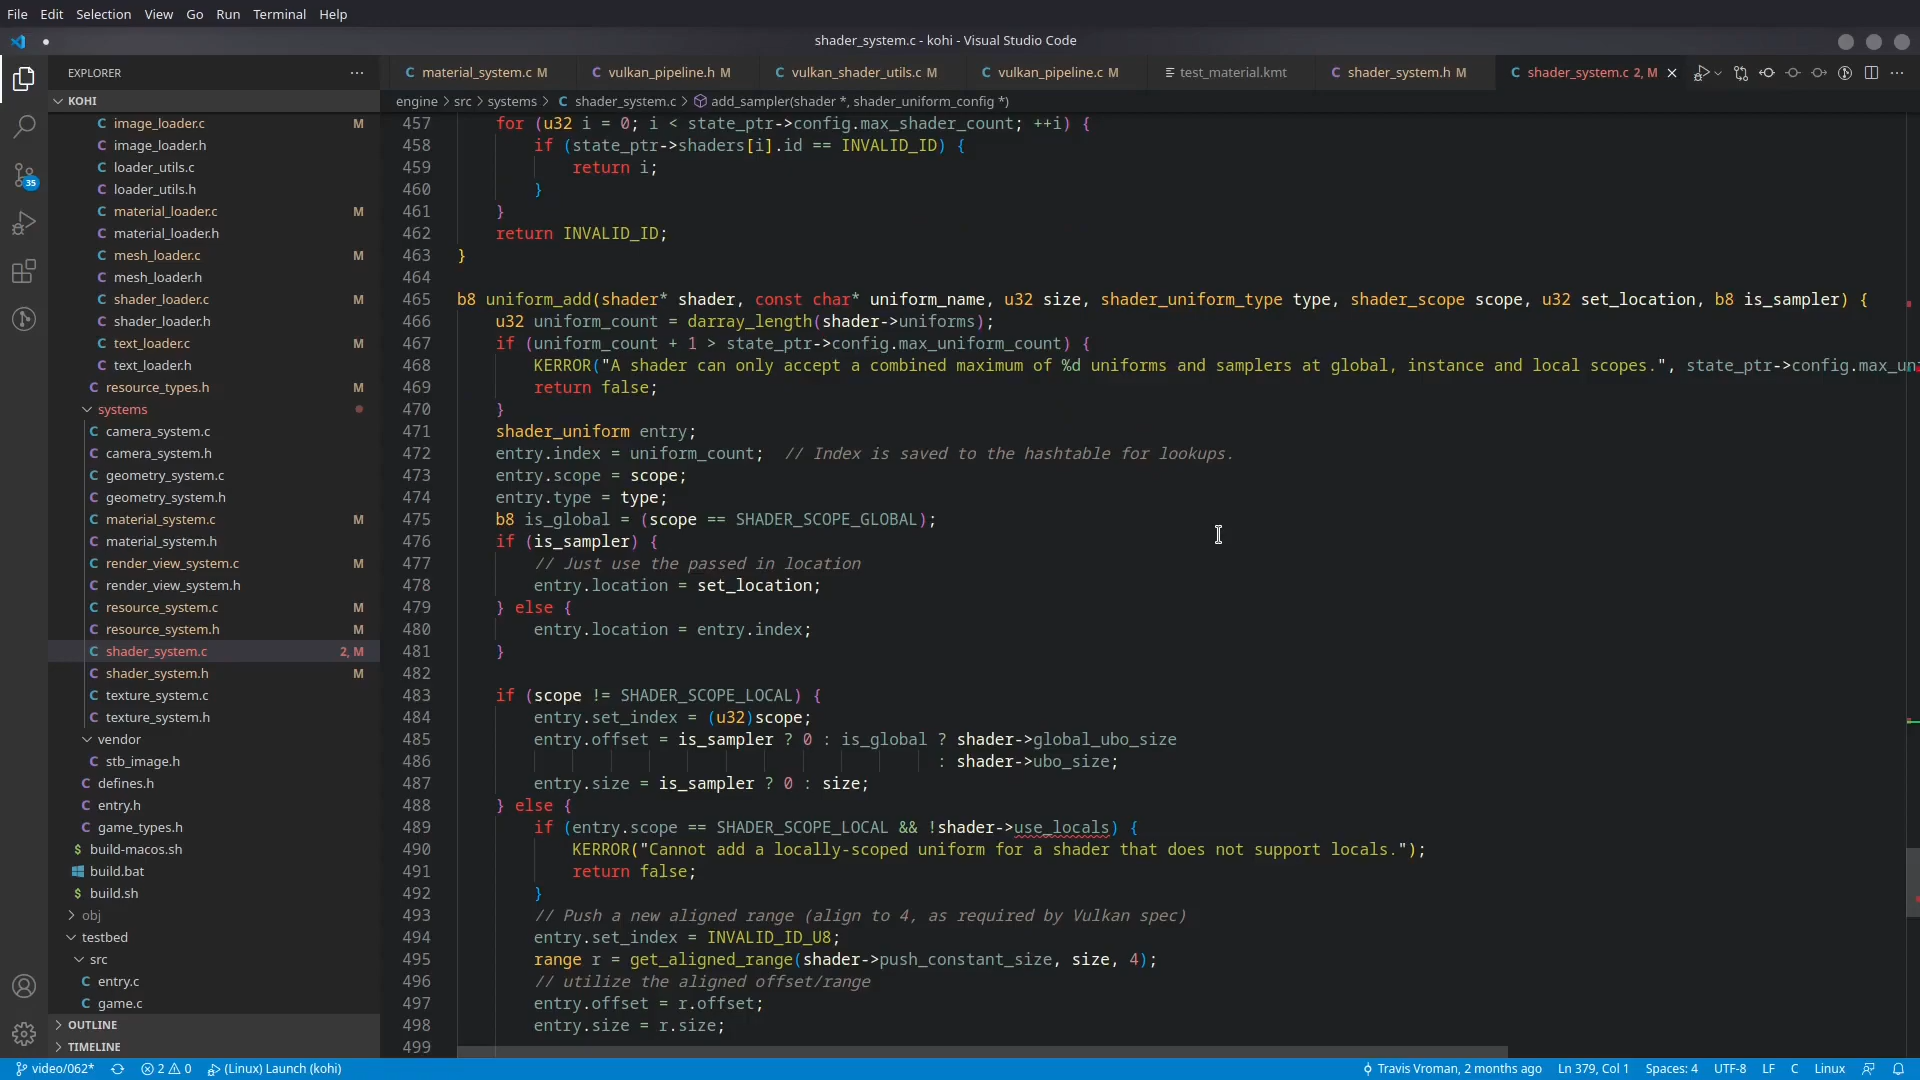 File Edit Selection View Go Run Terminal Help
shader_system.c - kohi - Visual Studio Code
EXPLORER
material_system.c M vulkan_pipeline.h M vulkan_shader_utils.c M vulkan_pipeline.c M test_material.kmt shader_system.h M shader_system.c 2, M
KOHI
engine > src > systems > C shader_system.c > add_sampler(shader *, shader_uniform_config *)
C image_loader.c M
C image_loader.h
C loader_utils.c
C loader_utils.h
C material_loader.c M
C material_loader.h
C mesh_loader.c M
C mesh_loader.h
C shader_loader.c M
C shader_loader.h
C text_loader.c M
C text_loader.h
C resource_types.h M
systems
C camera_system.c
C camera_system.h
C geometry_system.c
C geometry_system.h
C material_system.c M
C material_system.h
C render_view_system.c M
C render_view_system.h
C resource_system.c M
C resource_system.h M
C shader_system.c 2, M
C shader_system.h M
C texture_system.c
C texture_system.h
vendor
C stb_image.h
C defines.h
C entry.h
C game_types.h
$ build-macos.sh
build.bat
$ build.sh
obj
testbed
src
C entry.c
C game.c
OUTLINE
TIMELINE
35
457 for (u32 i = 0; i < state_ptr->config.max_shader_count; ++i) {
458 if (state_ptr->shaders[i].id == INVALID_ID) {
459 return i;
460 }
461 }
462 return INVALID_ID;
463 }
464
465 b8 uniform_add(shader* shader, const char* uniform_name, u32 size, shader_uniform_type type, shader_scope scope, u32 set_location, b8 is_sampler) {
466 u32 uniform_count = darray_length(shader->uniforms);
467 if (uniform_count + 1 > state_ptr->config.max_uniform_count) {
468 KERROR("A shader can only accept a combined maximum of %d uniforms and samplers at global, instance and local scopes.", state_ptr->config.max_un
469 return false;
470 }
471 shader_uniform entry;
472 entry.index = uniform_count;  // Index is saved to the hashtable for lookups.
473 entry.scope = scope;
474 entry.type = type;
475 b8 is_global = (scope == SHADER_SCOPE_GLOBAL);
476 if (is_sampler) {
477 // Just use the passed in location
478 entry.location = set_location;
479 } else {
480 entry.location = entry.index;
481 }
482
483 if (scope != SHADER_SCOPE_LOCAL) {
484 entry.set_index = (u32)scope;
485 entry.offset = is_sampler ? 0 : is_global ? shader->global_ubo_size
486 : shader->ubo_size;
487 entry.size = is_sampler ? 0 : size;
488 } else {
489 if (entry.scope == SHADER_SCOPE_LOCAL && !shader->use_locals) {
490 KERROR("Cannot add a locally-scoped uniform for a shader that does not support locals.");
491 return false;
492 }
493 // Push a new aligned range (align to 4, as required by Vulkan spec)
494 entry.set_index = INVALID_ID_U8;
495 range r = get_aligned_range(shader->push_constant_size, size, 4);
496 // utilize the aligned offset/range
497 entry.offset = r.offset;
498 entry.size = r.size;
499
video/062* 2 0 (Linux) Launch (kohi) Travis Vroman, 2 months ago Ln 379, Col 1 Spaces: 4 UTF-8 LF C Linux